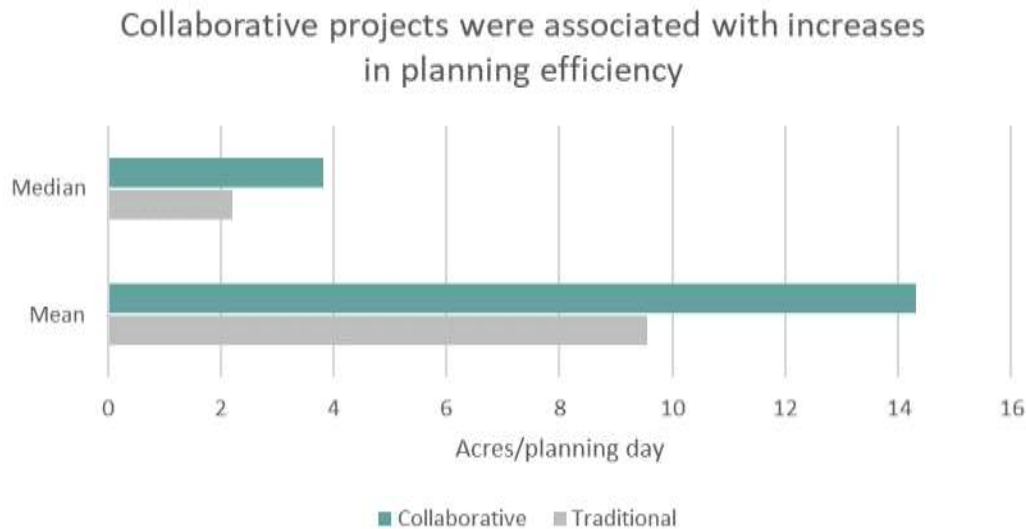 Collaborative projects were associated with increases
in planning efficiency
Median
Mean
0 2 4 6 8 10 12 14 16
Acres/planning day
Collaborative Traditional